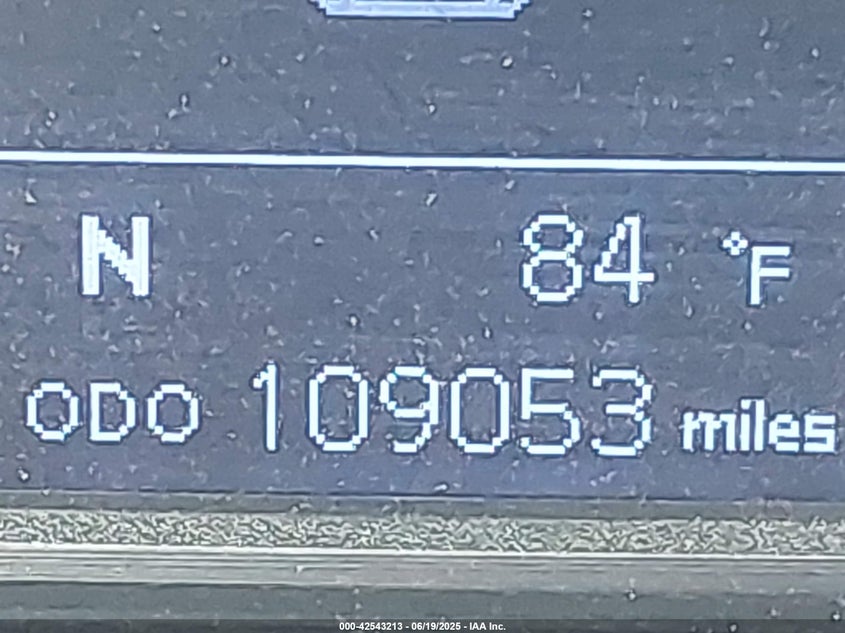 N 84 °F
ODO 109053 miles
000-42543213 - 06/19/2025 - IAA Inc.